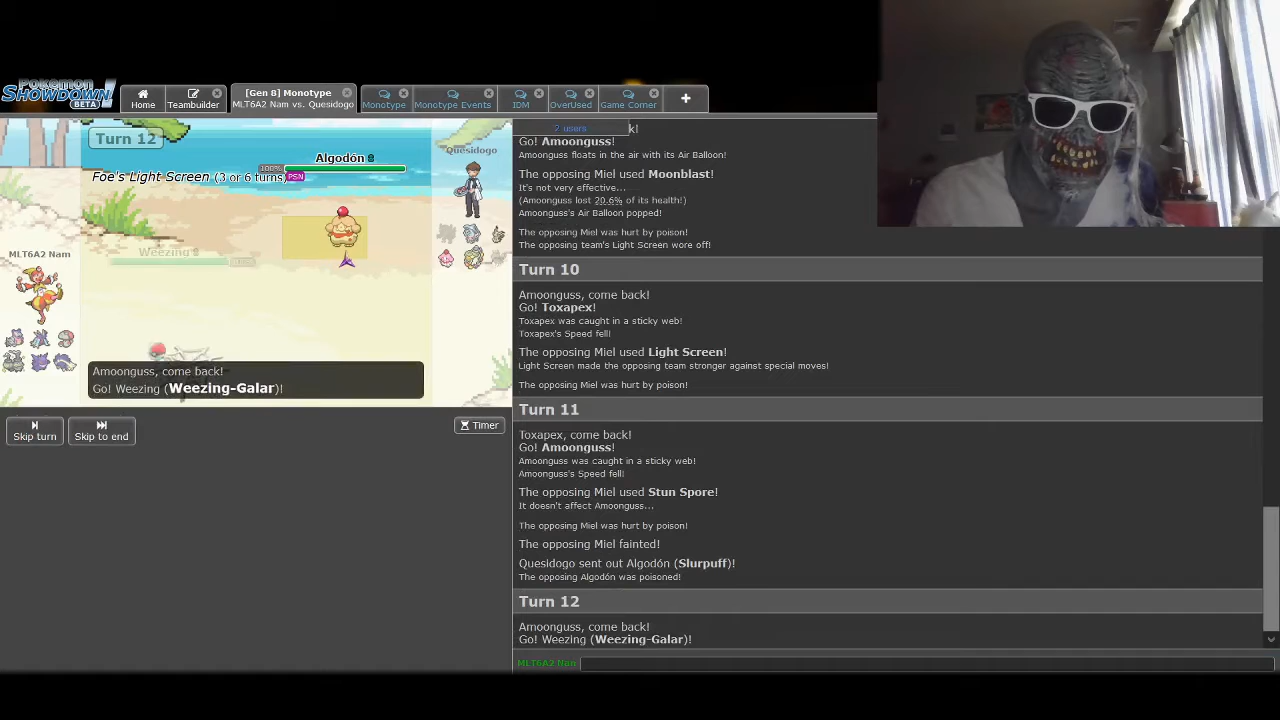 Pokémon
Showdown!
BETA
Home
Teambuilder
[Gen 8] Monotype
MLT6A2 Nam vs. Quesidogo
Monotype
Monotype Events
IDM
OverUsed
Game Corner
Turn 12
Algodón
100%
PSN
Foe's Light Screen (3 or 6 turns)
Quesidogo
Weezing
MLT6A2 Nam
Amoonguss, come back!
Go! Weezing (Weezing-Galar)!
Skip turn
Skip to end
Timer
2 users
k!
Go! Amoonguss!
Amoonguss floats in the air with its Air Balloon!
The opposing Miel used Moonblast!
It's not very effective...
(Amoonguss lost 20.6% of its health!)
Amoonguss's Air Balloon popped!
The opposing Miel was hurt by poison!
The opposing team's Light Screen wore off!
Turn 10
Amoonguss, come back!
Go! Toxapex!
Toxapex was caught in a sticky web!
Toxapex's Speed fell!
The opposing Miel used Light Screen!
Light Screen made the opposing team stronger against special moves!
The opposing Miel was hurt by poison!
Turn 11
Toxapex, come back!
Go! Amoonguss!
Amoonguss was caught in a sticky web!
Amoonguss's Speed fell!
The opposing Miel used Stun Spore!
It doesn't affect Amoonguss...
The opposing Miel was hurt by poison!
The opposing Miel fainted!
Quesidogo sent out Algodón (Slurpuff)!
The opposing Algodón was poisoned!
Turn 12
Amoonguss, come back!
Go! Weezing (Weezing-Galar)!
MLT6A2 Nam